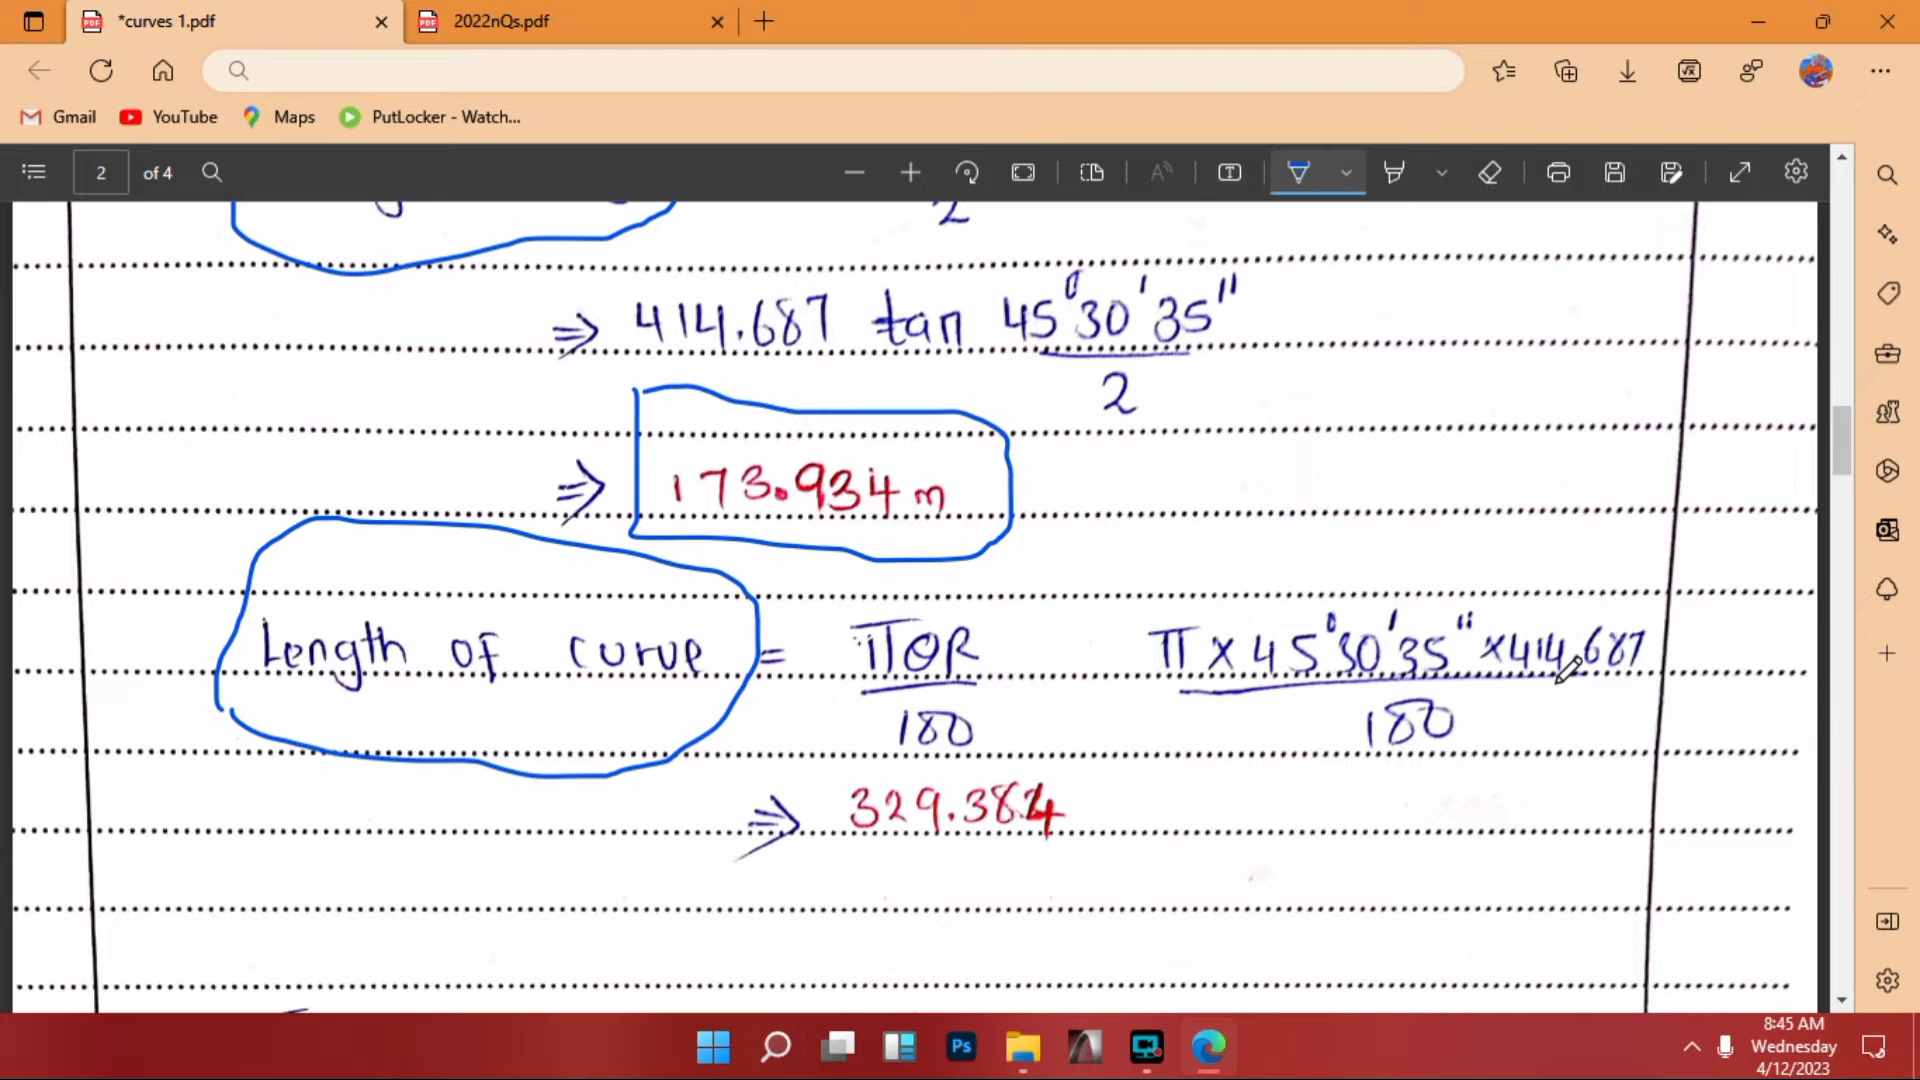 *curves 1.pdf
2022nQs.pdf
Gmail YouTube Maps PutLocker - Watch...
2 of 4
2
⇒ 414.687 tan 45°30'35"
2
⇒ 173.934 m
Length of curve = πθR π × 45°30'35" × 414.687
180 180
⇒ 329.384
8:45 AM
Wednesday
4/12/2023